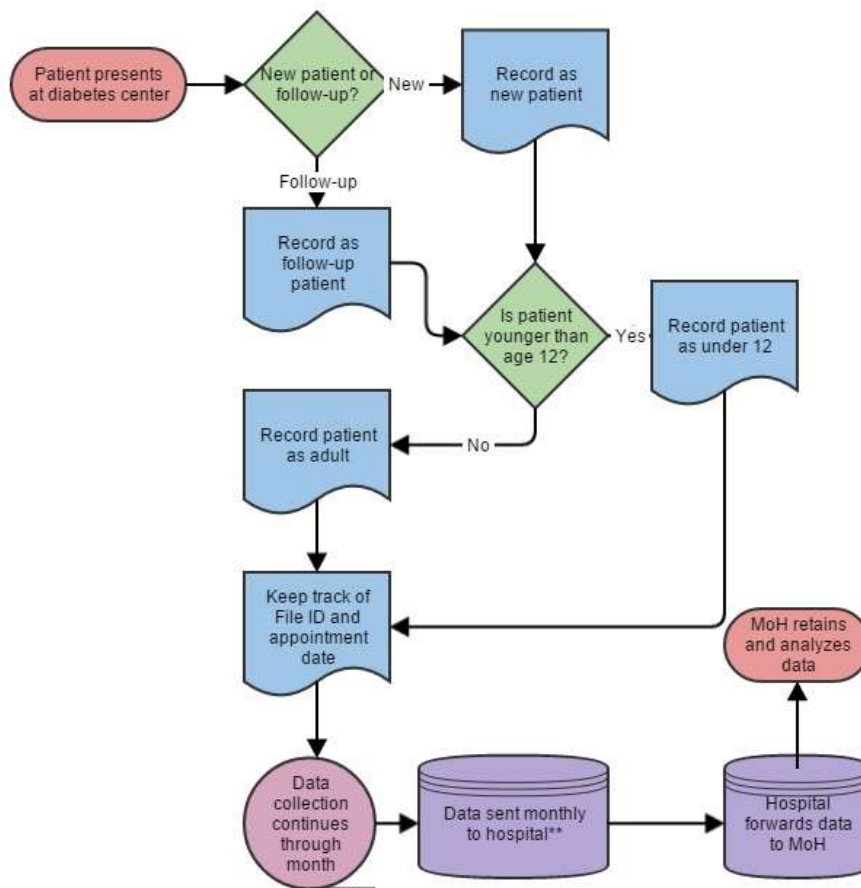 Patient presents
at diabetes center
New patient or
follow-up?
New
Record as
new patient
Follow-up
Record as
follow-up
patient
Is patient
younger than
age 12?
Yes
Record patient
as under 12
No
Record patient
as adult
Keep track of
File ID and
appointment
date
MoH retains
and analyzes
data
Data
collection
continues
through
month
Data sent monthly
to hospital**
Hospital
forwards data
to MoH